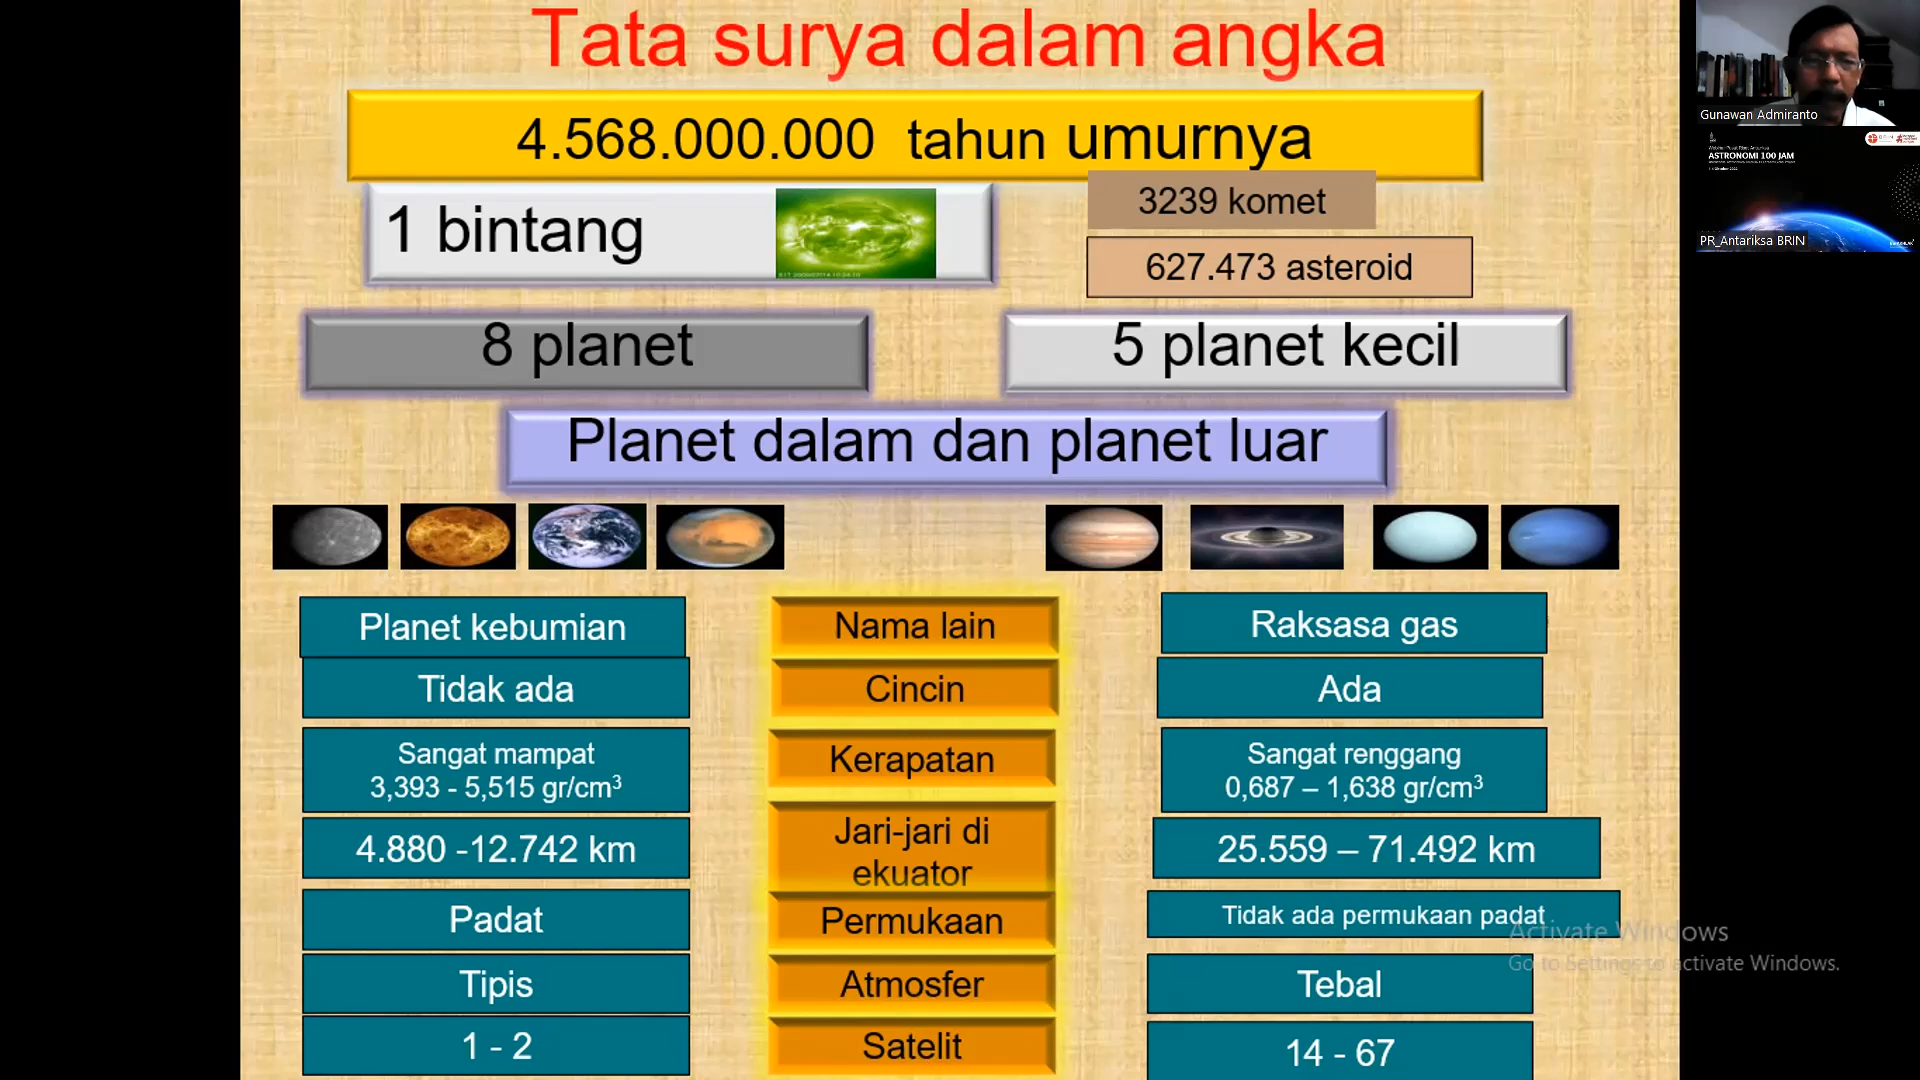 Tata surya dalam angka
4.568.000.000 tahun umurnya
1 bintang
3239 komet
627.473 asteroid
8 planet
5 planet kecil
Planet dalam dan planet luar
Planet kebumian
Nama lain
Raksasa gas
Tidak ada
Cincin
Ada
Sangat mampat
3,393 - 5,515 gr/cm³
Kerapatan
Sangat renggang
0,687 – 1,638 gr/cm³
4.880 -12.742 km
Jari-jari di
ekuator
25.559 – 71.492 km
Padat
Permukaan
Tidak ada permukaan padat
Tipis
Atmosfer
Tebal
1 - 2
Satelit
14 - 67
Activate Windows
Go to Settings to activate Windows.
Gunawan Admiranto
ASTRONOMI 100 JAM
PR_Antariksa BRIN